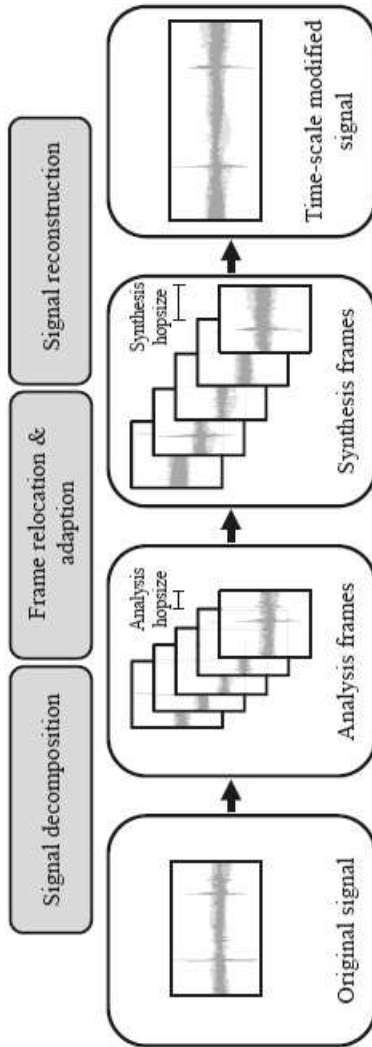 Signal decomposition
Frame relocation &
adaption
Signal reconstruction
Original signal
Analysis
hopsize
Analysis frames
Synthesis
hopsize
Synthesis frames
Time-scale modified
signal